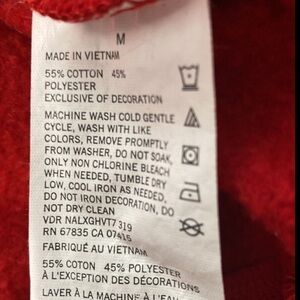 M
MADE IN VIETNAM
55% COTTON 45%
POLYESTER
EXCLUSIVE OF DECORATION
MACHINE WASH COLD GENTLE
CYCLE, WASH WITH LIKE
COLORS, REMOVE PROMPTLY
FROM WASHER, DO NOT SOAK,
ONLY NON CHLORINE BLEACH
WHEN NEEDED, TUMBLE DRY
LOW, COOL IRON AS NEEDED,
DO NOT IRON DECORATION, DO
NOT DRY CLEAN
VDR NALXGHVT7 319
RN 67835 CA 07415
FABRIQUÉ AU VIETNAM
55% COTON 45% POLYESTER
À L'EXCEPTION DES DÉCORATIONS
LAVER À LA MACHINE À L'EAU